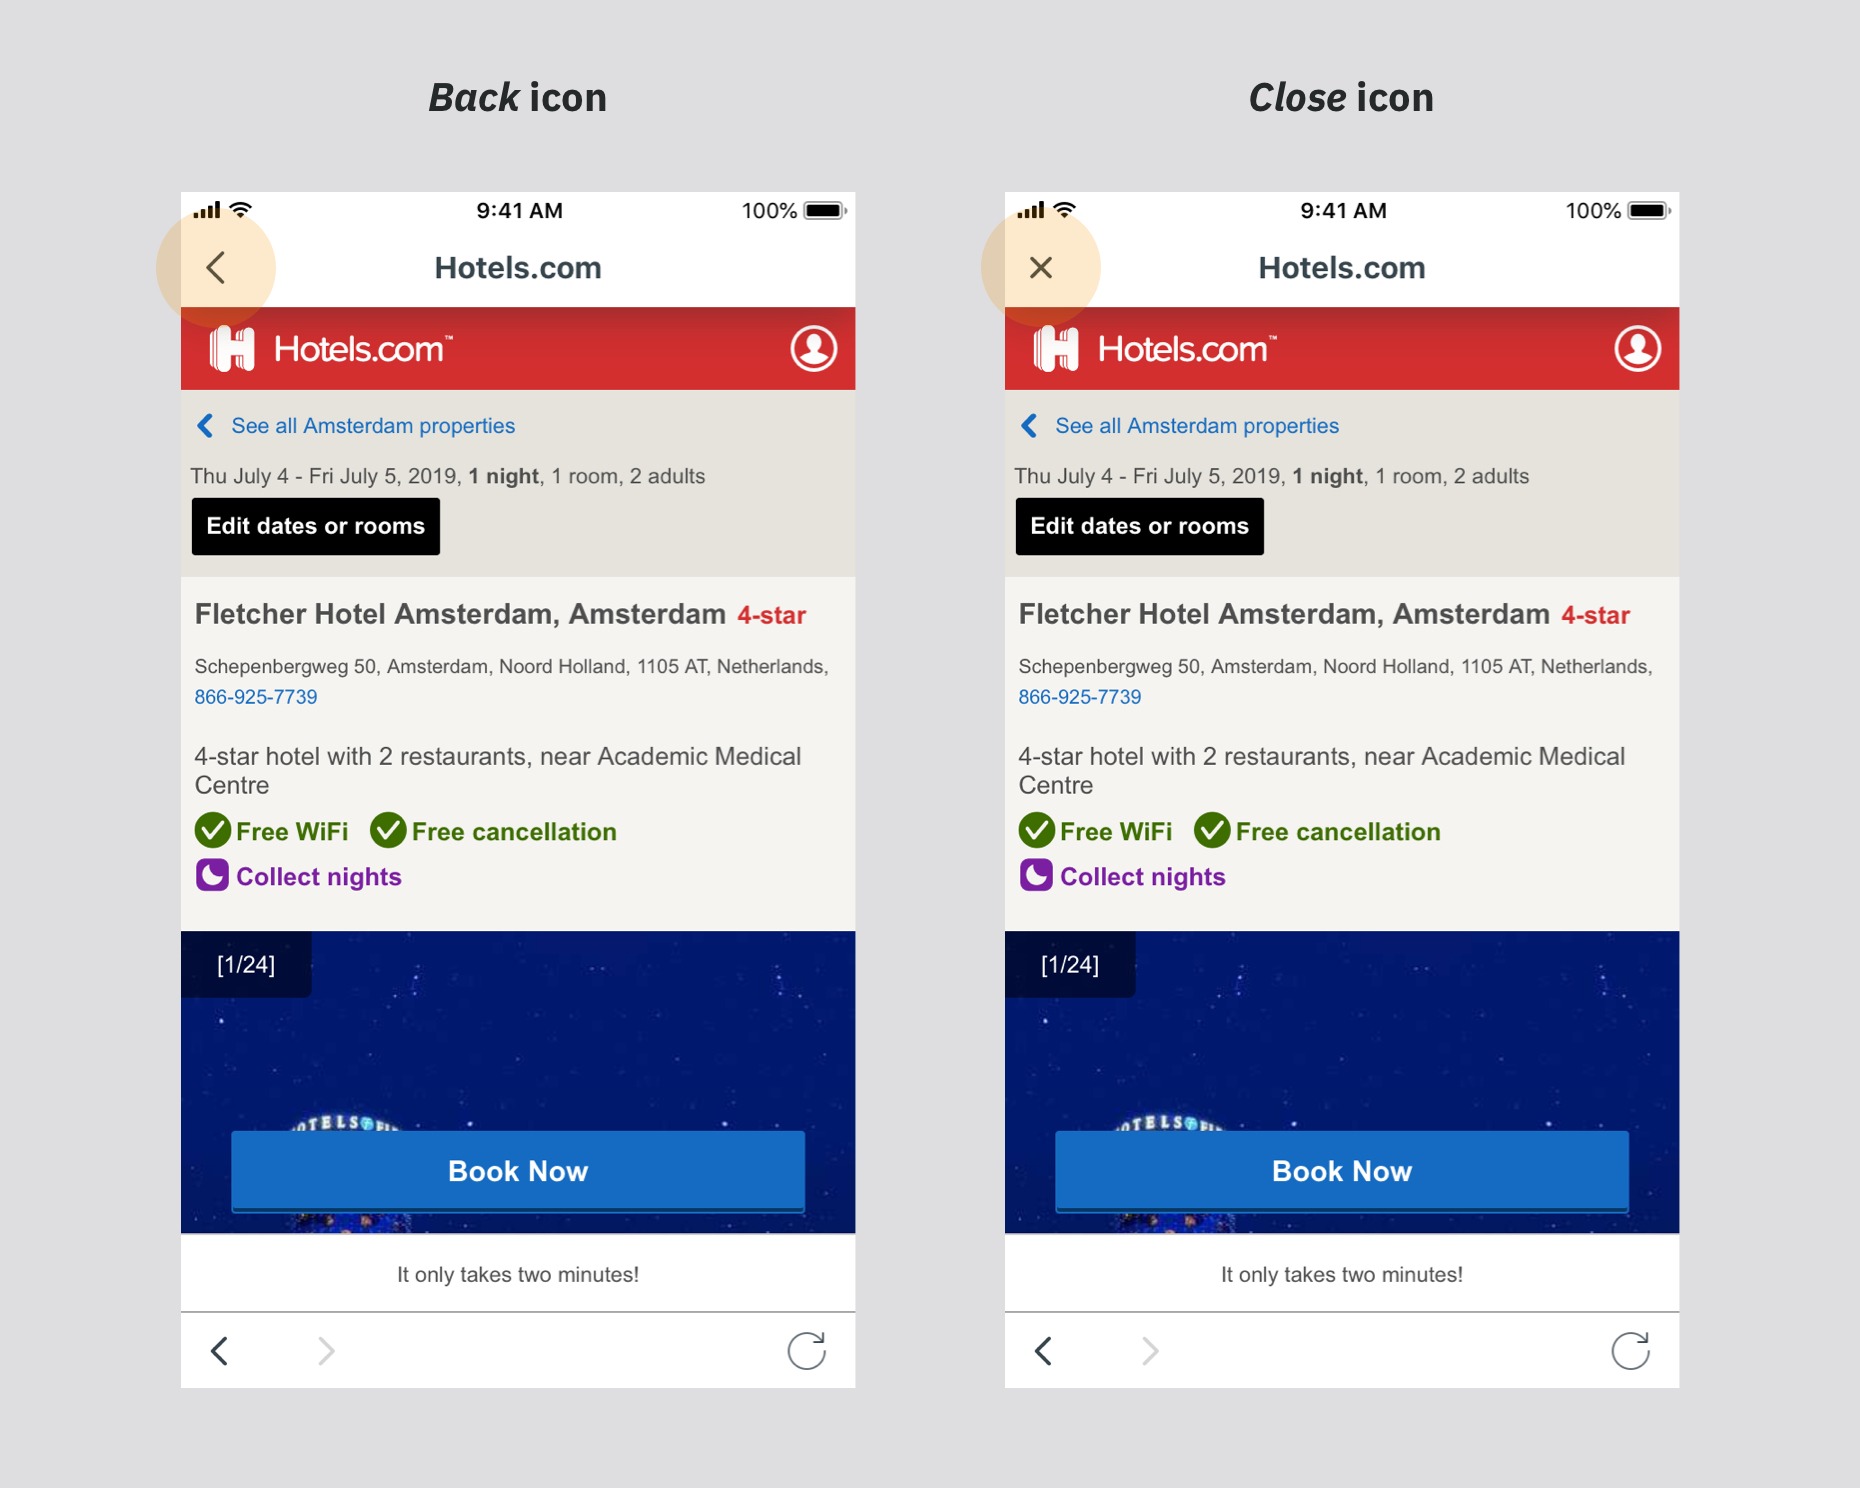 Back icon
9:41 AM
100%
Hotels.com
Hotels.com™
See all Amsterdam properties
Thu July 4 - Fri July 5, 2019, 1 night, 1 room, 2 adults
Edit dates or rooms
Fletcher Hotel Amsterdam, Amsterdam 4-star
Schepenbergweg 50, Amsterdam, Noord Holland, 1105 AT, Netherlands,
866-925-7739
4-star hotel with 2 restaurants, near Academic Medical
Centre
Free WiFi Free cancellation
Collect nights
[1/24]
Book Now
It only takes two minutes!
Close icon
9:41 AM
100%
Hotels.com
Hotels.com™
See all Amsterdam properties
Thu July 4 - Fri July 5, 2019, 1 night, 1 room, 2 adults
Edit dates or rooms
Fletcher Hotel Amsterdam, Amsterdam 4-star
Schepenbergweg 50, Amsterdam, Noord Holland, 1105 AT, Netherlands,
866-925-7739
4-star hotel with 2 restaurants, near Academic Medical
Centre
Free WiFi Free cancellation
Collect nights
[1/24]
Book Now
It only takes two minutes!